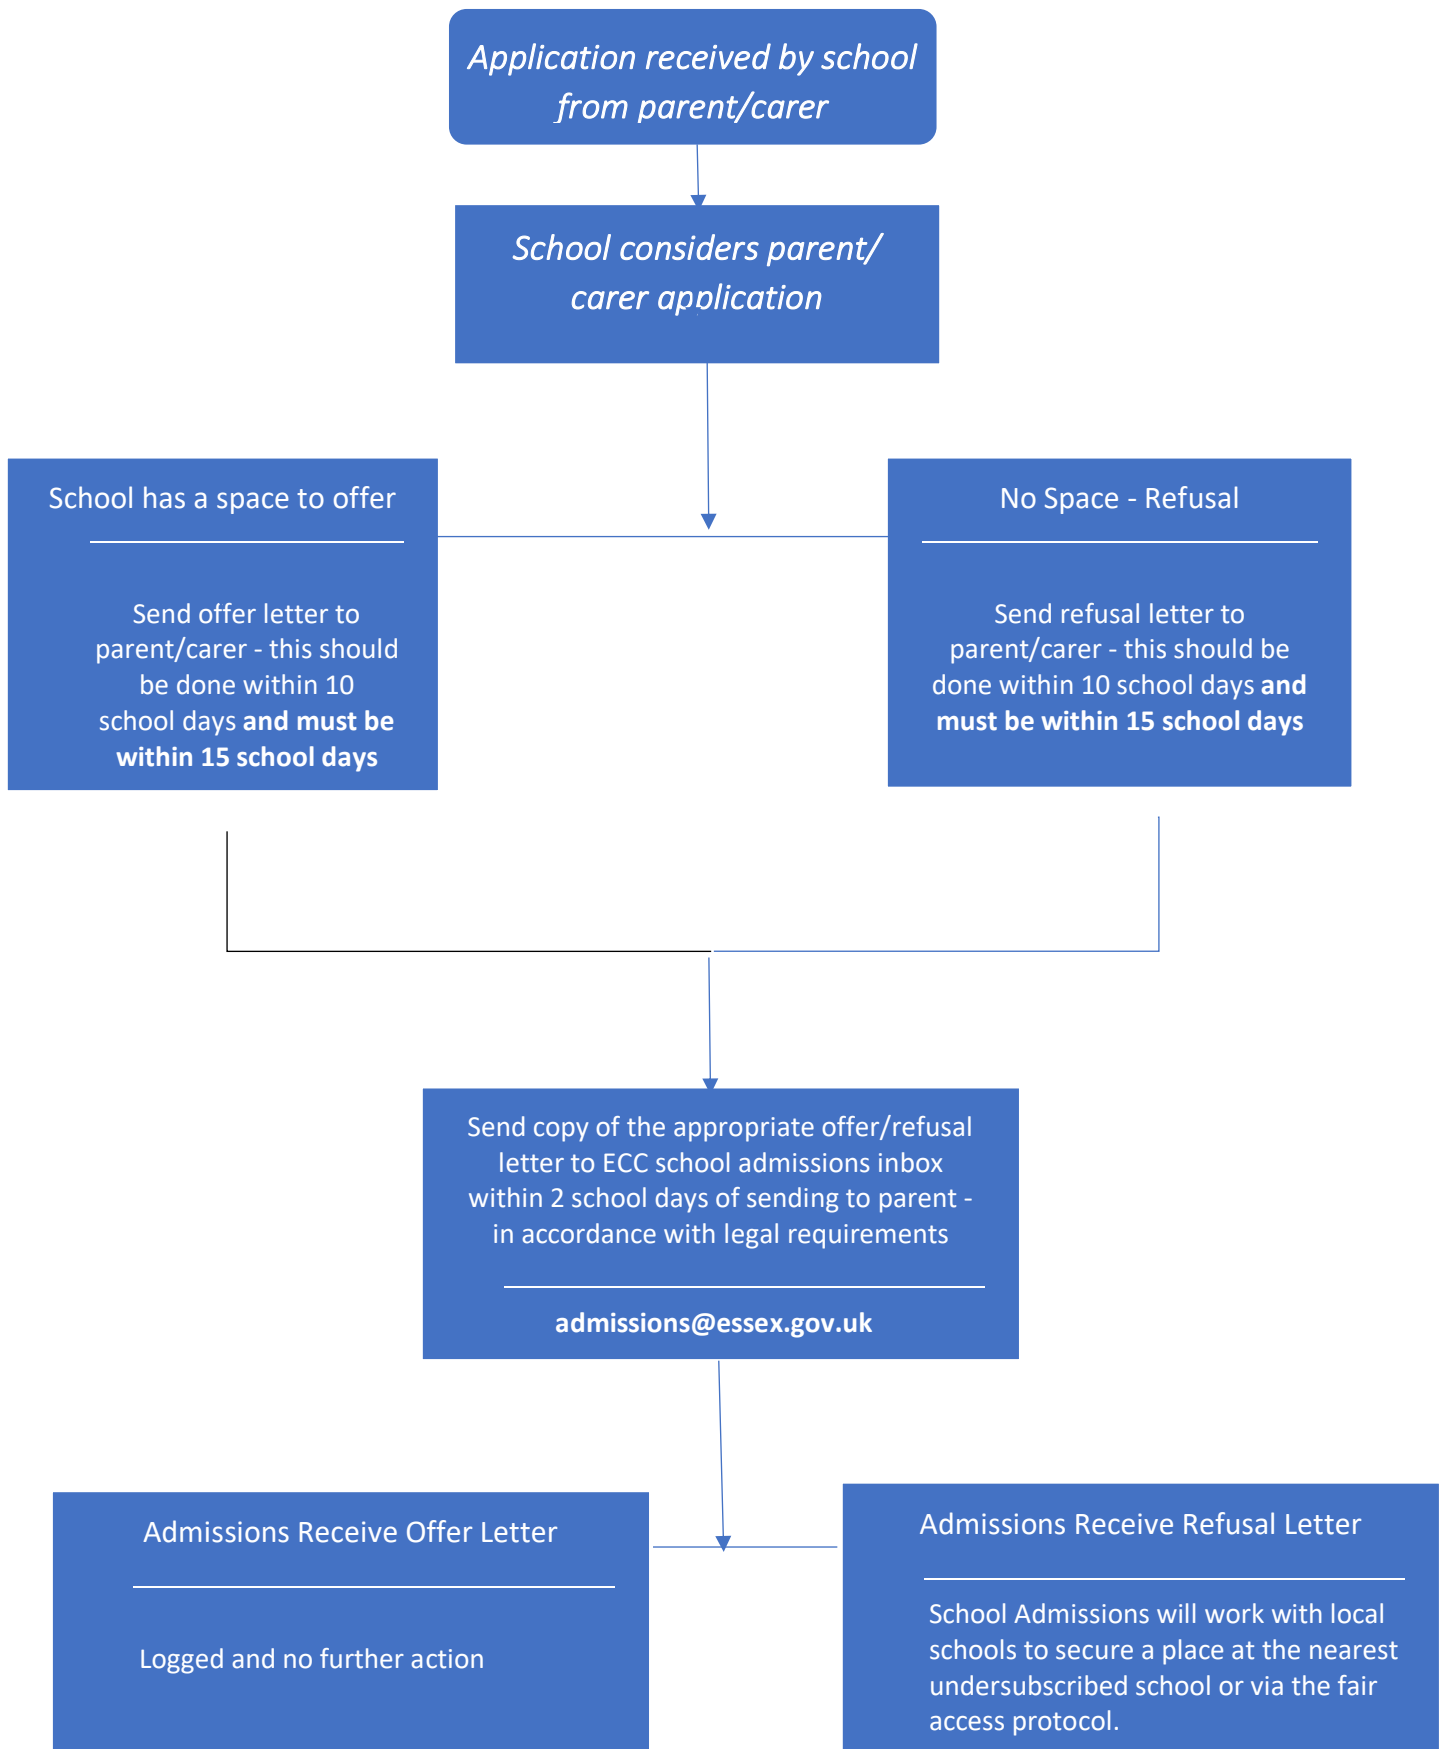 Application received by school
from parent/carer
School considers parent/
carer application
School has a space to offer
Send offer letter to
parent/carer - this should
be done within 10
school days and must be
within 15 school days
No Space - Refusal
Send refusal letter to
parent/carer - this should be
done within 10 school days and
must be within 15 school days
Send copy of the appropriate offer/refusal
letter to ECC school admissions inbox
within 2 school days of sending to parent -
in accordance with legal requirements
admissions@essex.gov.uk
Admissions Receive Offer Letter
Logged and no further action
Admissions Receive Refusal Letter
School Admissions will work with local
schools to secure a place at the nearest
undersubscribed school or via the fair
access protocol.